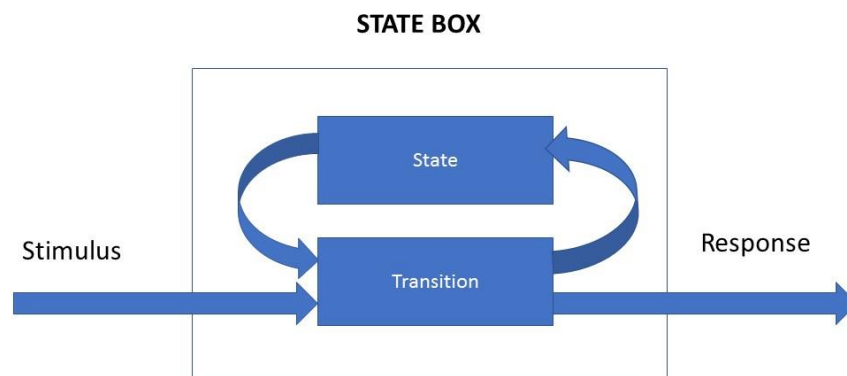 STATE BOX
State
Stimulus
Response
Transition